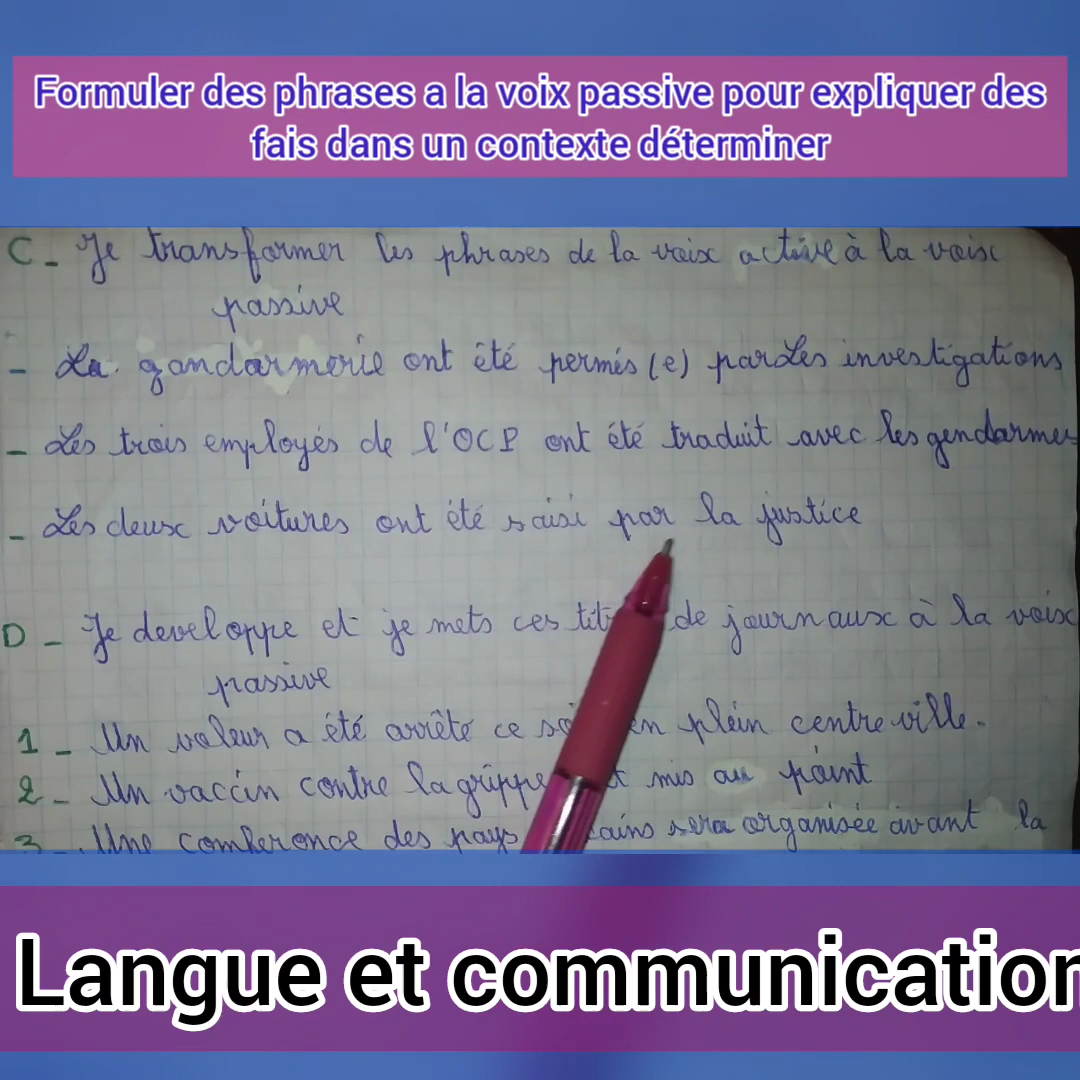 Formuler des phrases a la voix passive pour expliquer des
fais dans un contexte déterminer
C - Je transformer les phrases de la voix active à la voix
passive
- La gandarmerie ont été permis (e) par Les investigations
- Les trois employés de l'OCP ont été traduit avec les gendarmes
- Les deux voitures ont été saisi par la justice
D - Je developpe et je mets ces de journaux à la voix
passive
1 - Un voleur a été arrêté ce en plein centre ville.
2 - Un vaccin contre la grippe mis au point
3 - Une des pays sera organisée avant la
Langue et communication